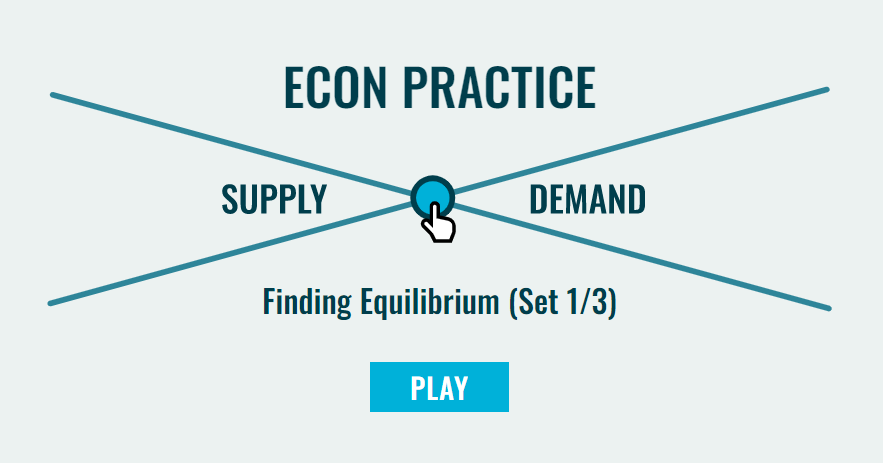 ECON PRACTICE
SUPPLY DEMAND
Finding Equilibrium (Set 1/3)
PLAY